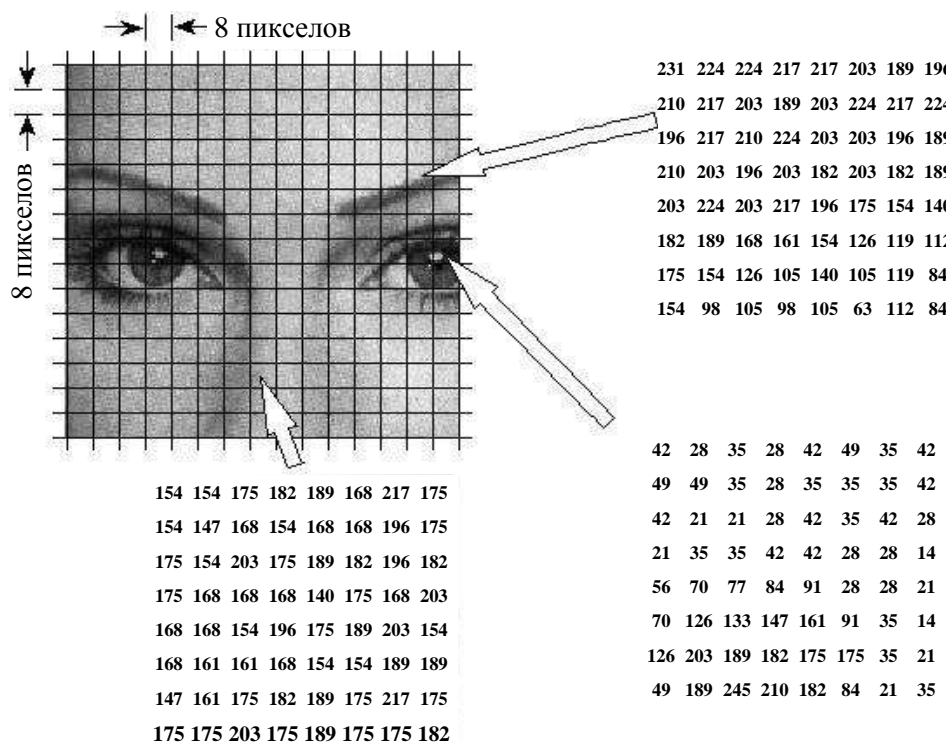 8 пикселов
8 пикселов
231 224 224 217 217 203 189 196
210 217 203 189 203 224 217 224
196 217 210 224 203 203 196 189
210 203 196 203 182 203 182 189
203 224 203 217 196 175 154 140
182 189 168 161 154 126 119 112
175 154 126 105 140 105 119 84
154 98 105 98 105 63 112 84
42 28 35 28 42 49 35 42
49 49 35 28 35 35 35 42
42 21 21 28 42 35 42 28
21 35 35 42 42 28 28 14
56 70 77 84 91 28 28 21
70 126 133 147 161 91 35 14
126 203 189 182 175 175 35 21
49 189 245 210 182 84 21 35
154 154 175 182 189 168 217 175
154 147 168 154 168 168 196 175
175 154 203 175 189 182 196 182
175 168 168 168 140 175 168 203
168 168 154 196 175 189 203 154
168 161 161 168 154 154 189 189
147 161 175 182 189 175 217 175
175 175 203 175 189 175 175 182